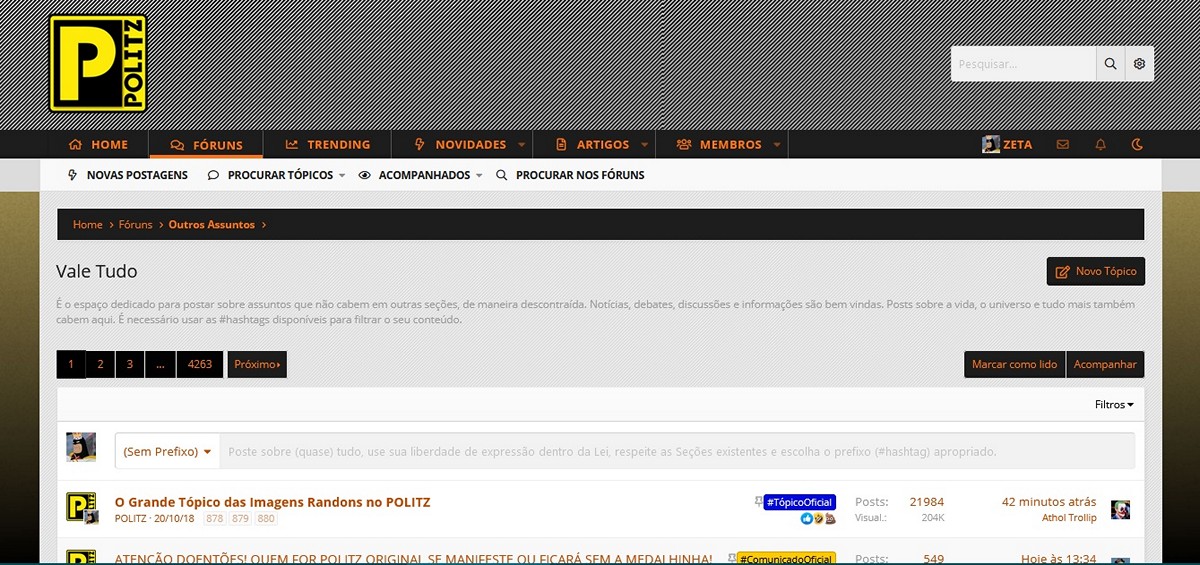 P POLITZ
Pesquisar...
HOME FÓRUNS TRENDING NOVIDADES ARTIGOS MEMBROS ZETA
NOVAS POSTAGENS PROCURAR TÓPICOS ACOMPANHADOS PROCURAR NOS FÓRUNS
Home > Fóruns > Outros Assuntos >
Vale Tudo
Novo Tópico
É o espaço dedicado para postar sobre assuntos que não cabem em outras seções, de maneira descontraída. Notícias, debates, discussões e informações são bem vindas. Posts sobre a vida, o universo e tudo mais também
cabem aqui. É necessário usar as #hashtags disponíveis para filtrar o seu conteúdo.
1 2 3 ... 4263 Próximo Marcar como lido Acompanhar
Filtros
(Sem Prefixo) Poste sobre (quase) tudo, use sua liberdade de expressão dentro da Lei, respeite as Seções existentes e escolha o prefixo (#hashtag) apropriado.
P POLITZ
O Grande Tópico das Imagens Randons no POLITZ #TópicoOficial Posts: 21984 42 minutos atrás
POLITZ · 20/10/18 878 879 880 Visual.: 204K Athol Trollip
ATENÇÃO DOENTÕES! QUEM FOR POLITZ ORIGINAL SE MANIFESTE OU FICARÁ SEM A MEDALHINHA! #ComunicadoOficial Posts: 549 Hoje às 13:34